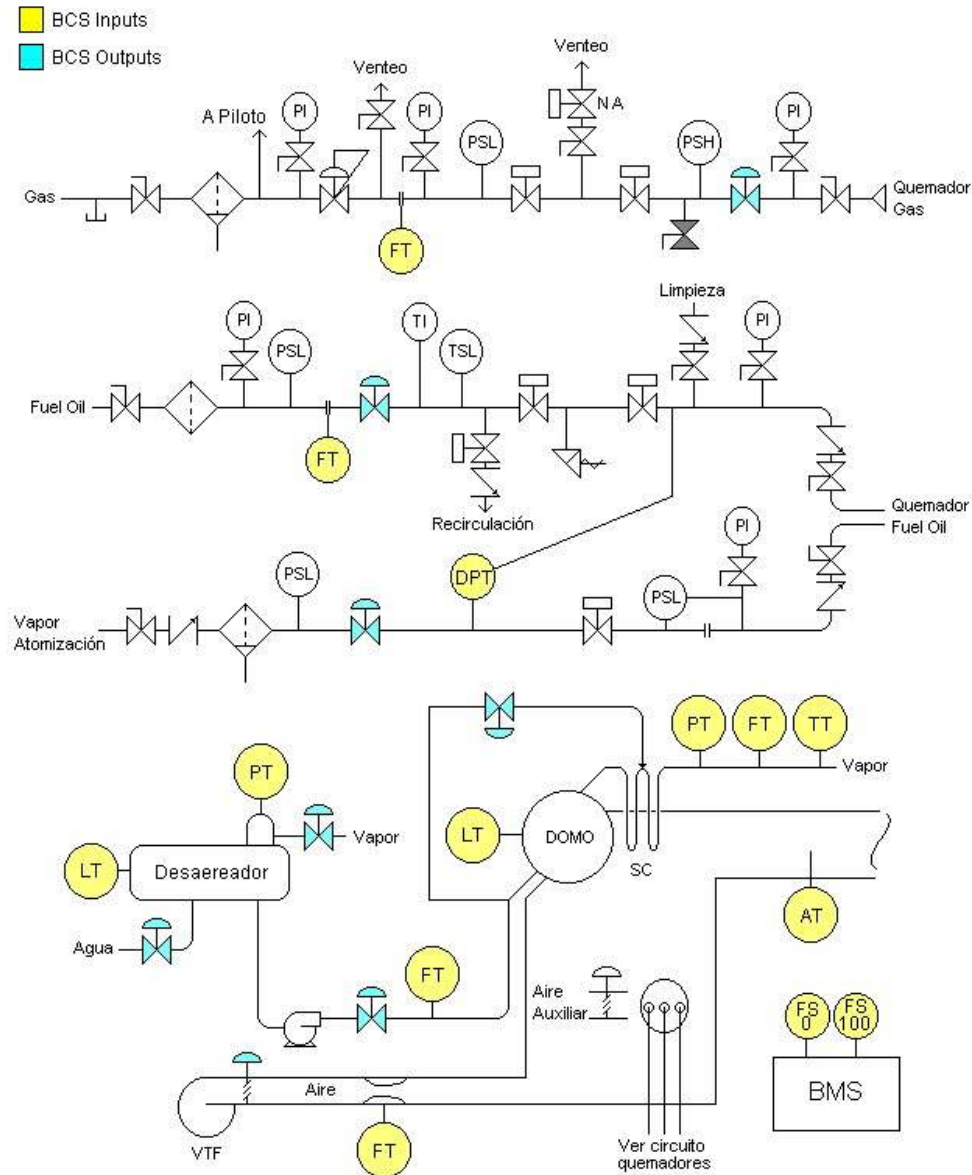 BCS Inputs
BCS Outputs
Venteo
Venteo
NA
A Piloto
PI
PI
PSL
PSH
PI
Gas
Quemador
Gas
FT
Limpieza
PI
TI
PI
PSL
TSL
Fuel Oil
FT
Recirculación
Quemador
Fuel Oil
PI
PSL
DPT
PSL
Vapor
Atomización
PT
FT
TT
Vapor
PT
Vapor
LT
DOMO
LT
Desaereador
SC
AT
Agua
FT
Aire
Auxiliar
FS
0
FS
100
Aire
BMS
VTF
FT
Ver circuito
quemadores